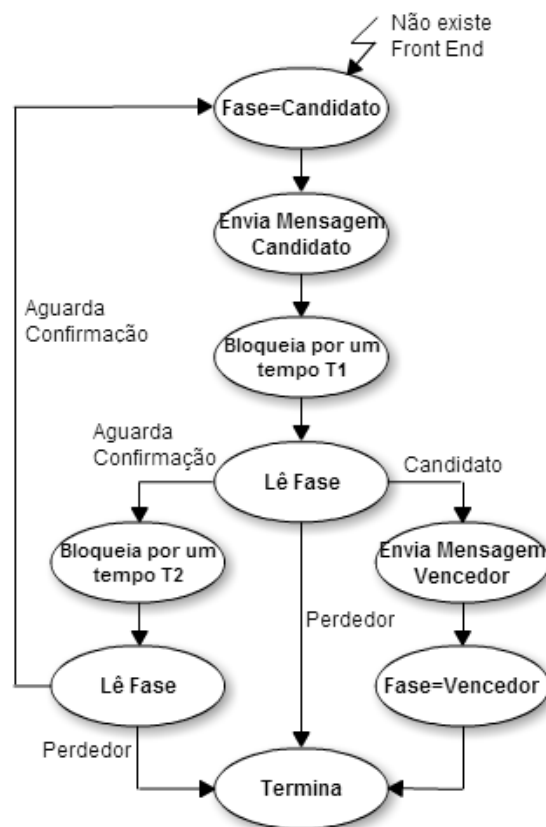 Não existe
Front End
Fase=Candidato
Envia Mensagem
Candidato
Aguarda
Confirmação
Bloqueia por um
tempo T1
Aguarda
Confirmação
Lê Fase
Candidato
Bloqueia por um
tempo T2
Envia Mensagem
Vencedor
Perdedor
Lê Fase
Fase=Vencedor
Perdedor
Termina